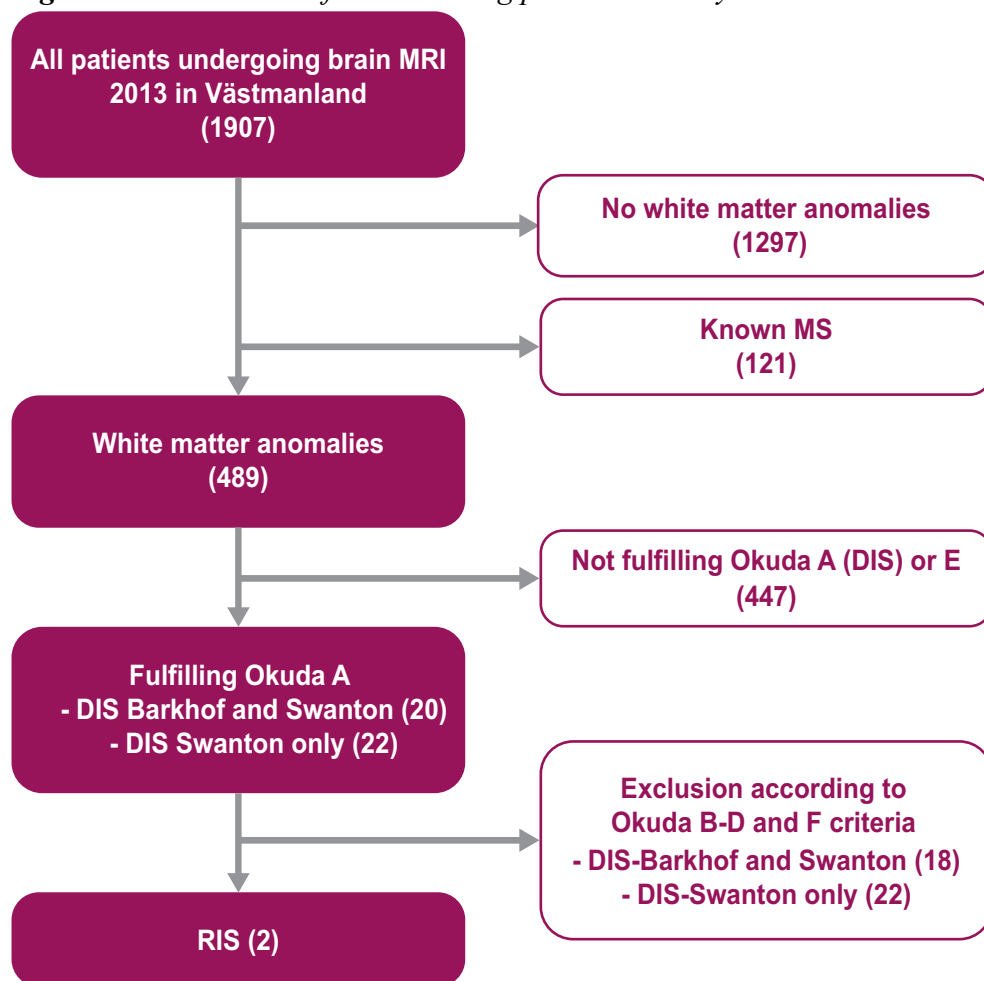 All patients undergoing brain MRI
2013 in Västmanland
(1907)
No white matter anomalies
(1297)
Known MS
(121)
White matter anomalies
(489)
Not fulfilling Okuda A (DIS) or E
(447)
Fulfilling Okuda A
- DIS Barkhof and Swanton (20)
- DIS Swanton only (22)
Exclusion according to
Okuda B-D and F criteria
- DIS-Barkhof and Swanton (18)
- DIS-Swanton only (22)
RIS (2)